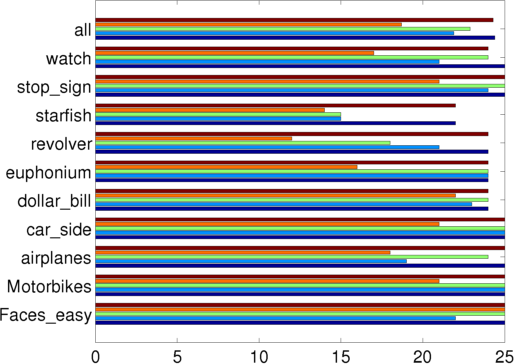 all
watch
stop_sign
starfish
revolver
euphonium
dollar_bill
car_side
airplanes
Motorbikes
Faces_easy
0 5 10 15 20 25